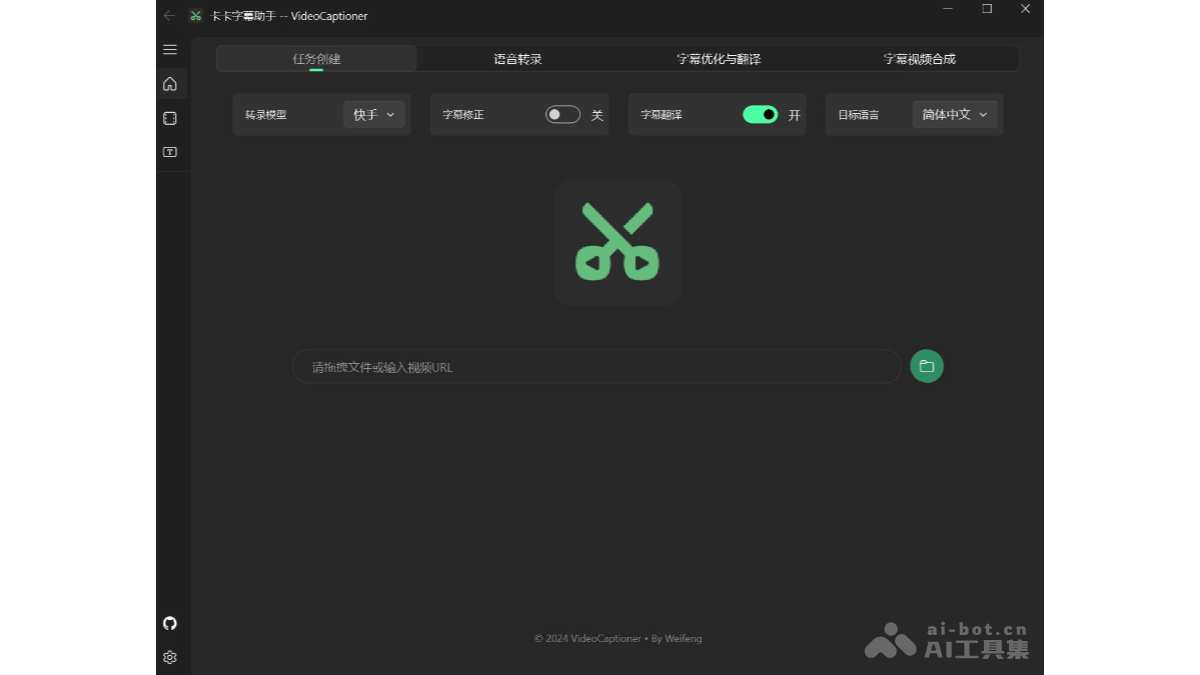 卡卡字幕助手 -- VideoCaptioner
任务创建 语音转录 字幕优化与翻译 字幕视频合成
转录模型 快手 字幕修正 关 字幕翻译 开 目标语言 简体中文
请拖拽文件或输入视频URL
© 2024 VideoCaptioner • By Weifeng
ai-bot.cn
AI工具集